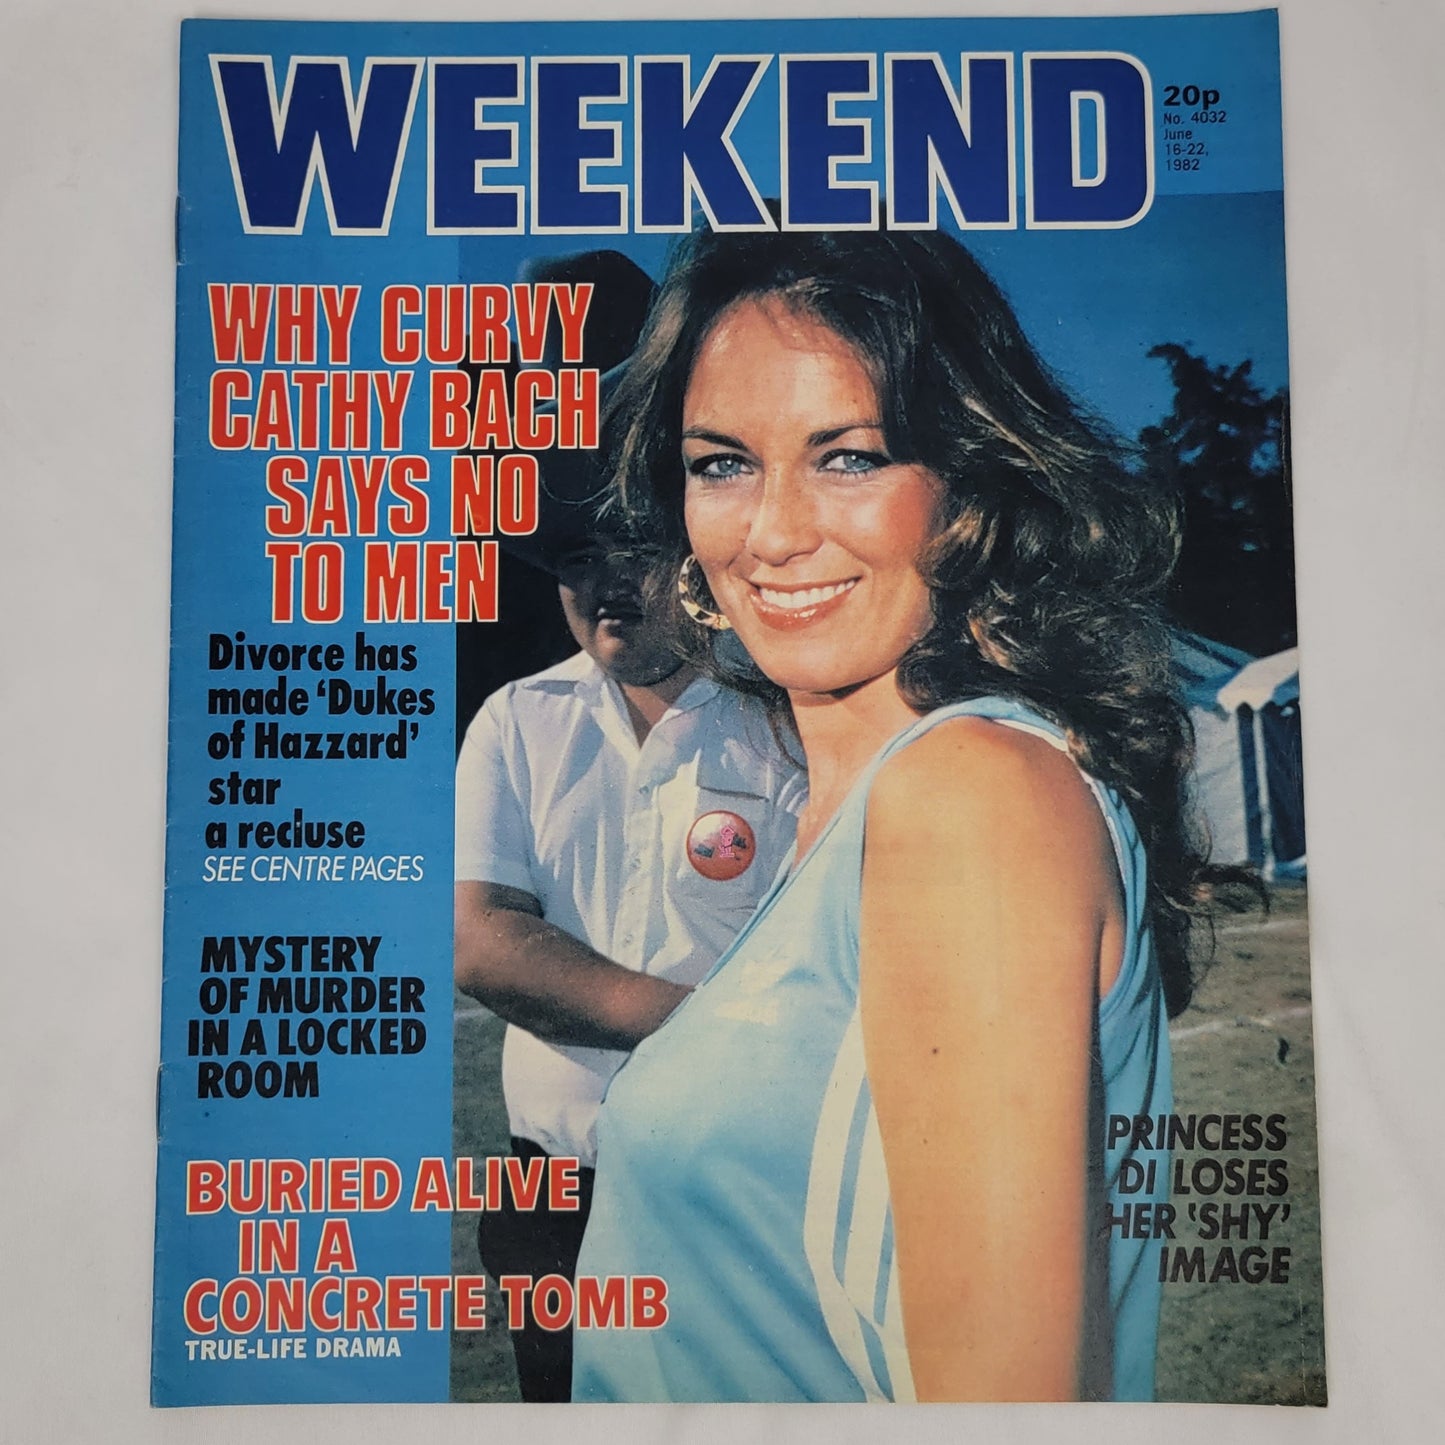 WEEKEND
20p
No. 4032
June
16-22,
1982
WHY CURVY
CATHY BACH
SAYS NO
TO MEN
Divorce has
made ‘Dukes
of Hazzard’
star
a recluse
SEE CENTRE PAGES
MYSTERY
OF MURDER
IN A LOCKED
ROOM
BURIED ALIVE
IN A
CONCRETE TOMB
TRUE-LIFE DRAMA
PRINCESS
DI LOSES
HER ‘SHY’
IMAGE